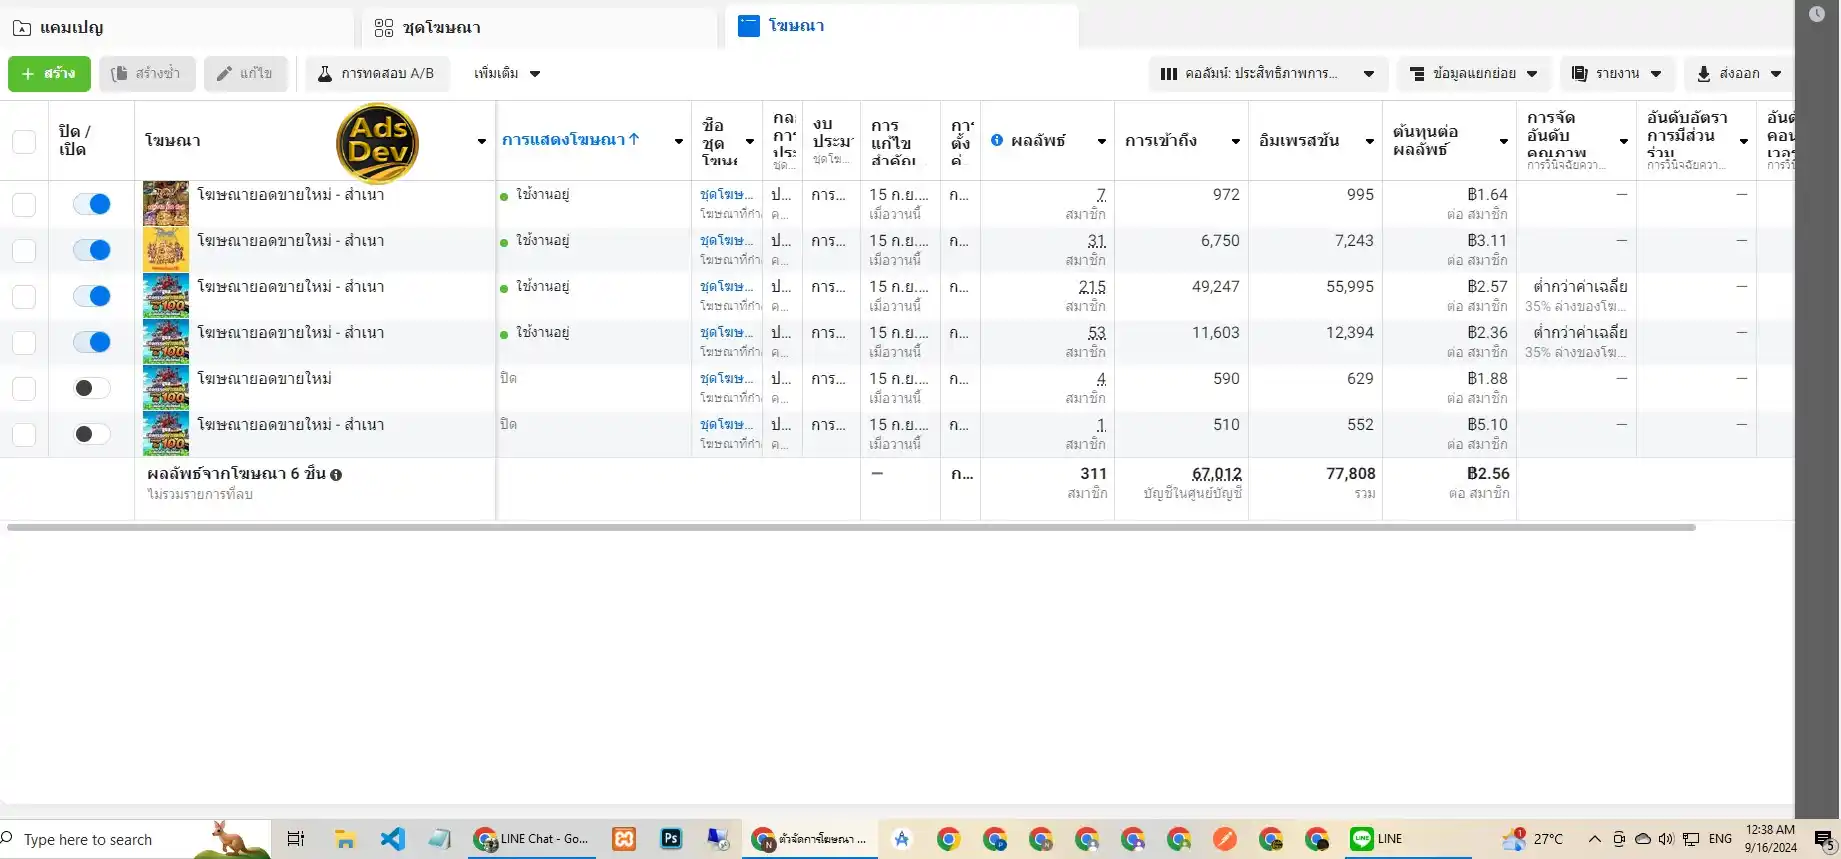 แคมเปญ
ชุดโฆษณา
โฆษณา
+ สร้าง
สร้างซ้ำ
แก้ไข
การทดสอบ A/B
เพิ่มเติม
คอลัมน์: ประสิทธิภาพการ...
ข้อมูลแยกย่อย
รายงาน
ส่งออก
ปิด / เปิด
โฆษณา
Ads Dev
การแสดงโฆษณา ↑
ชื่อ ชุด
งบ ประมา
ชุดโฆ...
การ แก้ไข สำคัญ
การ ตั้ง ค่
ผลลัพธ์
การเข้าถึง
อิมเพรสชัน
ต้นทุนต่อ ผลลัพธ์
การจัด อันดับ คุณภาพ
การวินิจฉัยควา...
อันดับอัตรา การมีส่วน ร่วม
การวินิจฉัยควา...
โฆษณายอดขายใหม่ - สำเนา ใช้งานอยู่ ชุดโฆษ... ป... การ... 15 ก.ย.... ก... 7 972 995 ฿1.64 — —
โฆษณาที่กำ ค... เมื่อวานนี้ สมาชิก ต่อ สมาชิก
โฆษณายอดขายใหม่ - สำเนา ใช้งานอยู่ ชุดโฆษ... ป... การ... 15 ก.ย.... ก... 31 6,750 7,243 ฿3.11 — —
โฆษณาที่กำ ค... เมื่อวานนี้ สมาชิก ต่อ สมาชิก
โฆษณายอดขายใหม่ - สำเนา ใช้งานอยู่ ชุดโฆษ... ป... การ... 15 ก.ย.... ก... 215 49,247 55,995 ฿2.57 ต่ำกว่าค่าเฉลี่ย —
100 โฆษณาที่กำ ค... เมื่อวานนี้ สมาชิก ต่อ สมาชิก 35% ล่างของโฆ...
โฆษณายอดขายใหม่ - สำเนา ใช้งานอยู่ ชุดโฆษ... ป... การ... 15 ก.ย.... ก... 53 11,603 12,394 ฿2.36 ต่ำกว่าค่าเฉลี่ย —
100 โฆษณาที่กำ ค... เมื่อวานนี้ สมาชิก ต่อ สมาชิก 35% ล่างของโฆ...
โฆษณายอดขายใหม่ ปิด ชุดโฆษ... ป... การ... 15 ก.ย.... ก... 4 590 629 ฿1.88 — —
100 โฆษณาที่กำ ค... เมื่อวานนี้ สมาชิก ต่อ สมาชิก
โฆษณายอดขายใหม่ - สำเนา ปิด ชุดโฆษ... ป... การ... 15 ก.ย.... ก... 1 510 552 ฿5.10 — —
100 โฆษณาที่กำ ค... เมื่อวานนี้ สมาชิก ต่อ สมาชิก
ผลลัพธ์จากโฆษณา 6 ชิ้น — ก... 311 67,012 77,808 ฿2.56
ไม่รวมรายการที่ลบ สมาชิก บัญชีในศูนย์บัญชี รวม ต่อ สมาชิก
Type here to search
LINE Chat - Go...
Ps
ตัวจัดการโฆษณา ...
LINE
1
27°C
ENG
12:38 AM
9/16/2024
5